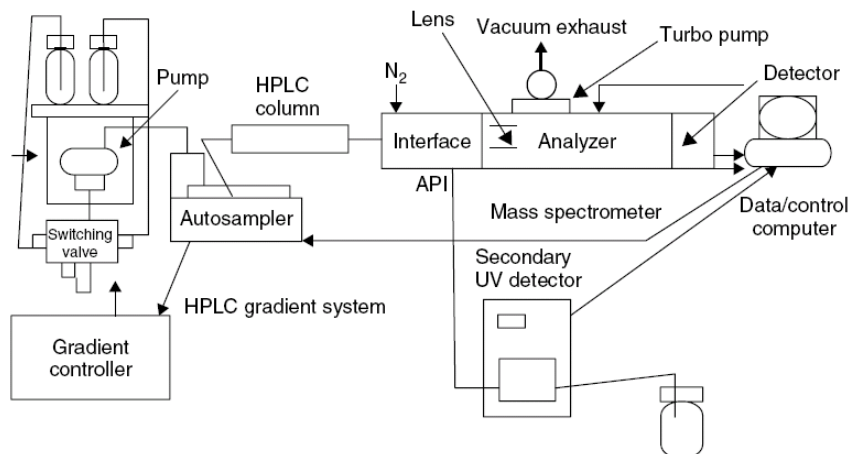 Lens
Vacuum exhaust
Turbo pump
N2
Detector
HPLC
column
Pump
Interface
Analyzer
API
Autosampler
Mass spectrometer
Data/control
computer
Switching
valve
Secondary
UV detector
HPLC gradient system
Gradient
controller